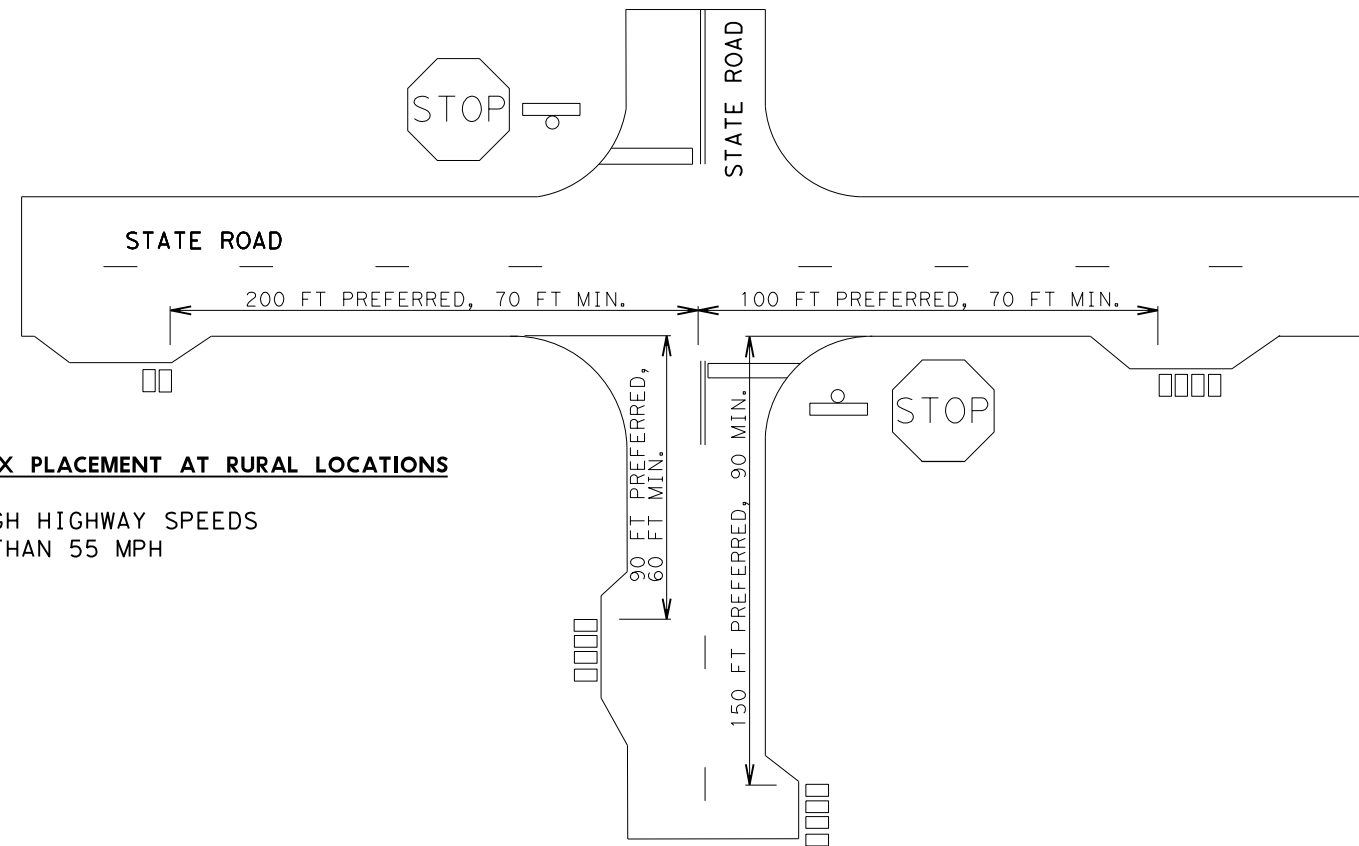 STOP
STATE ROAD
STATE ROAD
200 FT PREFERRED, 70 FT MIN.
100 FT PREFERRED, 70 FT MIN.
90 FT PREFERRED,
60 FT MIN.
150 FT PREFERRED, 90 MIN.
STOP
X PLACEMENT AT RURAL LOCATIONS
GH HIGHWAY SPEEDS
THAN 55 MPH